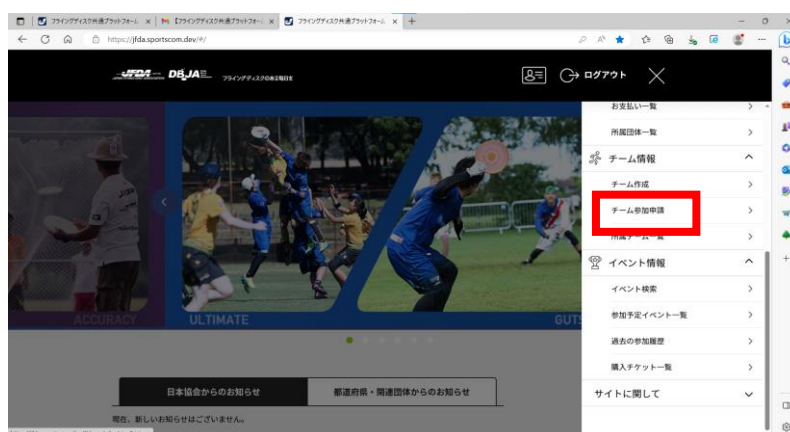 フライングディスク共通プラットフォーム
【フライングディスク共通プラットフォー
フライングディスク共通プラットフォーム
https://jfda.sportscom.dev/#/
JFDA
DGJA
ログアウト
お支払い一覧
所属団体一覧
チーム情報
チーム作成
チーム参加申請
所属チーム一覧
イベント情報
イベント検索
参加予定イベント一覧
過去の参加履歴
購入チケット一覧
サイトに関して
ACCURACY
ULTIMATE
GUTS
日本協会からのお知らせ
都道府県・関連団体からのお知らせ
現在、新しいお知らせはございません。